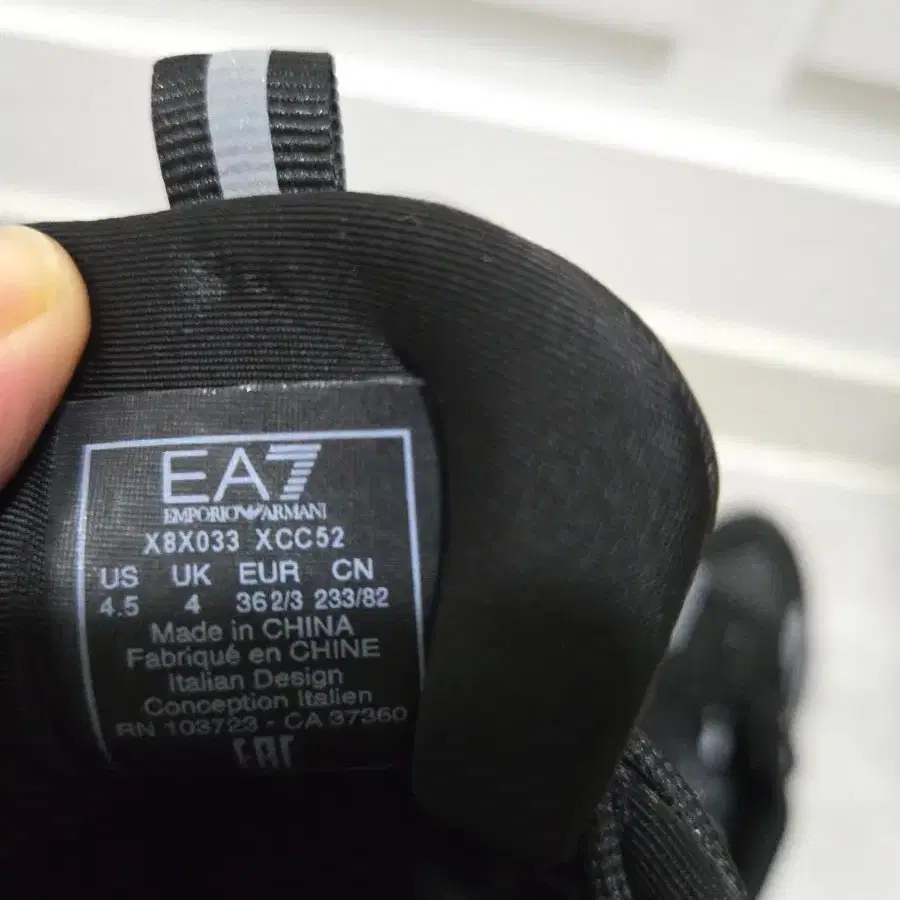 EA7
EMPORIO ARMANI
X8X033 XCC52
US UK EUR CN
4.5 4 36 2/3 233/82
Made in CHINA
Fabriqué en CHINE
Italian Design
Conception Italien
RN 103723 - CA 37360
EAC